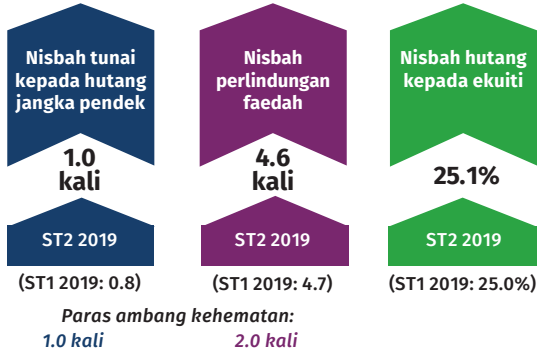 Nisbah tunai
kepada hutang
jangka pendek
1.0
kali
ST2 2019
(ST1 2019: 0.8)
Nisbah
perlindungan
faedah
4.6
kali
ST2 2019
(ST1 2019: 4.7)
Nisbah hutang
kepada ekuiti
25.1%
ST2 2019
(ST1 2019: 25.0%)
Paras ambang kehematan:
1.0 kali
2.0 kali